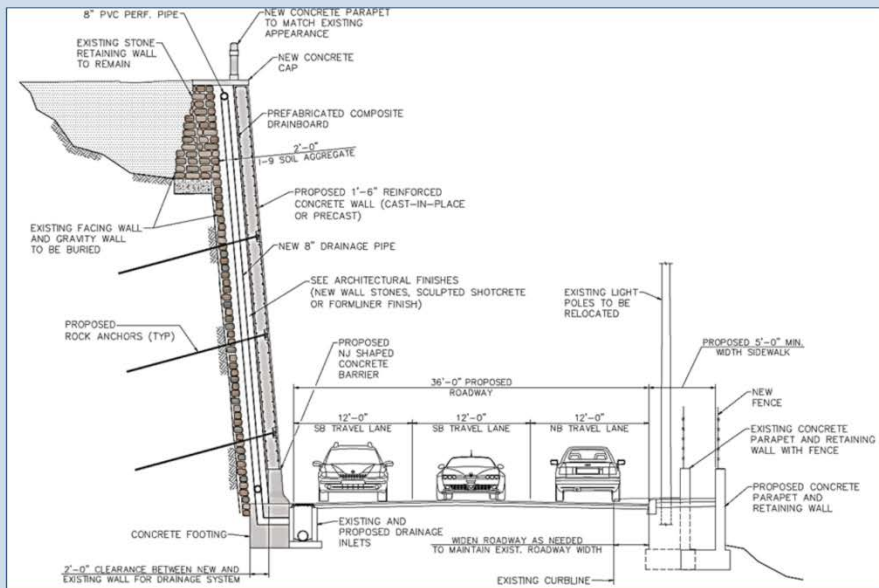 8" PVC PERF. PIPE
NEW CONCRETE PARAPET
TO MATCH EXISTING
APPEARANCE
EXISTING STONE
RETAINING WALL
TO REMAIN
NEW CONCRETE
CAP
PREFABRICATED COMPOSITE
DRAINBOARD
2'-0"
I-9 SOIL AGGREGATE
PROPOSED 1'-6" REINFORCED
CONCRETE WALL (CAST-IN-PLACE
OR PRECAST)
EXISTING FACING WALL
AND GRAVITY WALL
TO BE BURIED
NEW 8" DRAINAGE PIPE
SEE ARCHITECTURAL FINISHES
(NEW WALL STONES, SCULPTED SHOTCRETE
OR FORMLINER FINISH)
EXISTING LIGHT
POLES TO BE
RELOCATED
PROPOSED
ROCK ANCHORS (TYP)
PROPOSED
NJ SHAPED
CONCRETE
BARRIER
PROPOSED 5'-0" MIN.
WIDTH SIDEWALK
36'-0" PROPOSED
ROADWAY
NEW
FENCE
12'-0"
SB TRAVEL LANE
12'-0"
SB TRAVEL LANE
12'-0"
NB TRAVEL LANE
EXISTING CONCRETE
PARAPET AND RETAINING
WALL WITH FENCE
PROPOSED CONCRETE
PARAPET AND
RETAINING WALL
CONCRETE FOOTING
EXISTING AND
PROPOSED DRAINAGE
INLETS
WIDEN ROADWAY AS NEEDED
TO MAINTAIN EXIST. ROADWAY WIDTH
2'-0" CLEARANCE BETWEEN NEW AND
EXISTING WALL FOR DRAINAGE SYSTEM
EXISTING CURBLINE